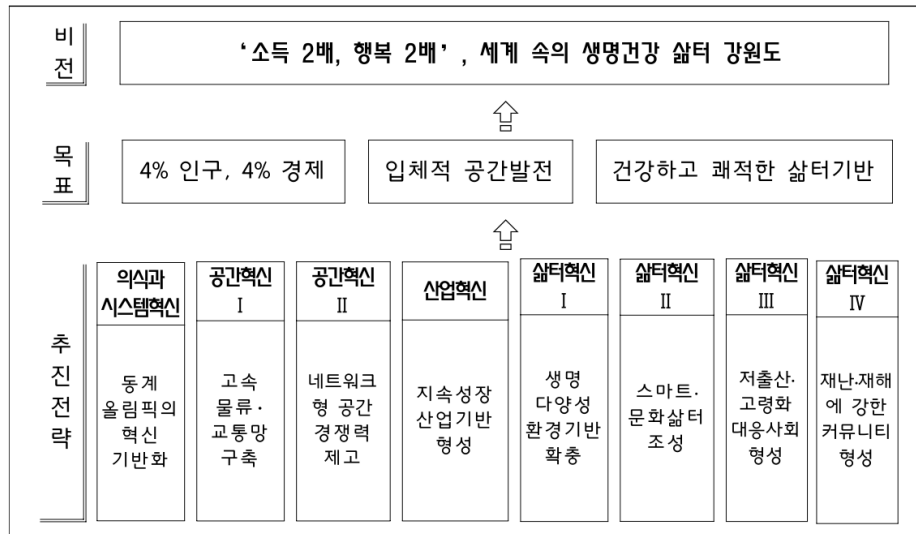 비
전
‘소득 2배, 행복 2배’, 세계 속의 생명건강 삶터 강원도
목
표
4% 인구, 4% 경제
입체적 공간발전
건강하고 쾌적한 삶터기반
추
진
전
략
의식과
시스템혁신
동계
올림픽의
혁신
기반화
공간혁신
Ⅰ
고속
물류·
교통망
구축
공간혁신
Ⅱ
네트워크
형 공간
경쟁력
제고
산업혁신
지속성장
산업기반
형성
삶터혁신
Ⅰ
생명
다양성
환경기반
확충
삶터혁신
Ⅱ
스마트·
문화삶터
조성
삶터혁신
Ⅲ
저출산·
고령화
대응사회
형성
삶터혁신
Ⅳ
재난·재해
에 강한
커뮤니티
형성